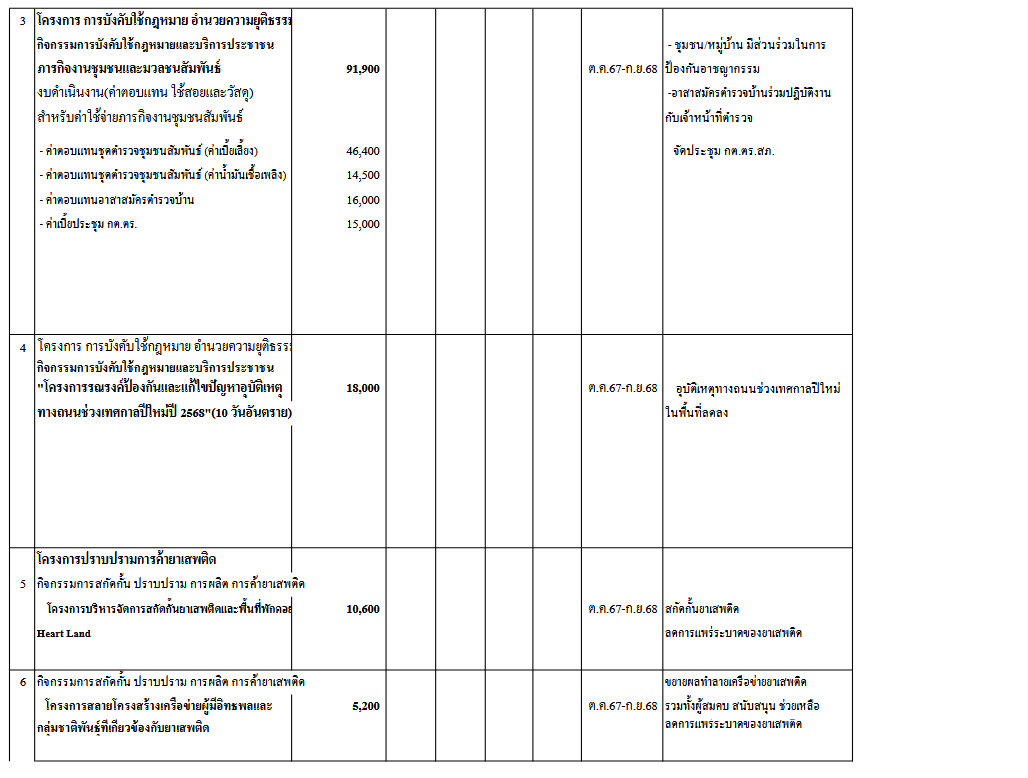 3 โครงการ การบังคับใช้กฎหมาย อำนวยความยุติธรร
กิจกรรมการบังคับใช้กฎหมายและบริการประชาชน - ชุมชน/หมู่บ้าน มีส่วนร่วมในการ
ภารกิจงานชุมชนและมวลชนสัมพันธ์ 91,900 ต.ค.67-ก.ย.68 ป้องกันอาชญากรรม
งบดำเนินงาน(ค่าตอบแทน ใช้สอยและวัสดุ) -อาสาสมัครตำรวจบ้านร่วมปฏิบัติงาน
สำหรับค่าใช้จ่ายภารกิจงานชุมชนสัมพันธ์ กับเจ้าหน้าที่ตำรวจ
- ค่าตอบแทนชุดตำรวจชุมชนสัมพันธ์ (ค่าเบี้ยเลี้ยง) 46,400 จัดประชุม กต.ตร.สภ.
- ค่าตอบแทนชุดตำรวจชุมชนสัมพันธ์ (ค่าน้ำมันเชื้อเพลิง) 14,500
- ค่าตอบแทนอาสาสมัครตำรวจบ้าน 16,000
- ค่าเบี้ยประชุม กต.ตร. 15,000
4 โครงการ การบังคับใช้กฎหมาย อำนวยความยุติธรร
กิจกรรมการบังคับใช้กฎหมายและบริการประชาชน
"โครงการรณรงค์ป้องกันและแก้ไขปัญหาอุบัติเหตุ 18,000 ต.ค.67-ก.ย.68 อุบัติเหตุทางถนนช่วงเทศกาลปีใหม่
ทางถนนช่วงเทศกาลปีใหม่ปี 2568"(10 วันอันตราย) ในพื้นที่ลดลง
โครงการปราบปรามการค้ายาเสพติด
5 กิจกรรมการสกัดกั้น ปราบปราม การผลิต การค้ายาเสพติด
โครงการบริหารจัดการสกัดกั้นยาเสพติดและพื้นที่พักคอย 10,600 ต.ค.67-ก.ย.68 สกัดกั้นยาเสพติด
Heart Land ลดการแพร่ระบาดของยาเสพติด
6 กิจกรรมการสกัดกั้น ปราบปราม การผลิต การค้ายาเสพติด ขยายผลทำลายเครือข่ายยาเสพติด
โครงการสลายโครงสร้างเครือข่ายผู้มีอิทธพลและ 5,200 ต.ค.67-ก.ย.68 รวมทั้งผู้สมคบ สนับสนุน ช่วยเหลือ
กลุ่มชาติพันธุ์ที่เกี่ยวข้องกับยาเสพติด ลดการแพร่ระบาดของยาเสพติด